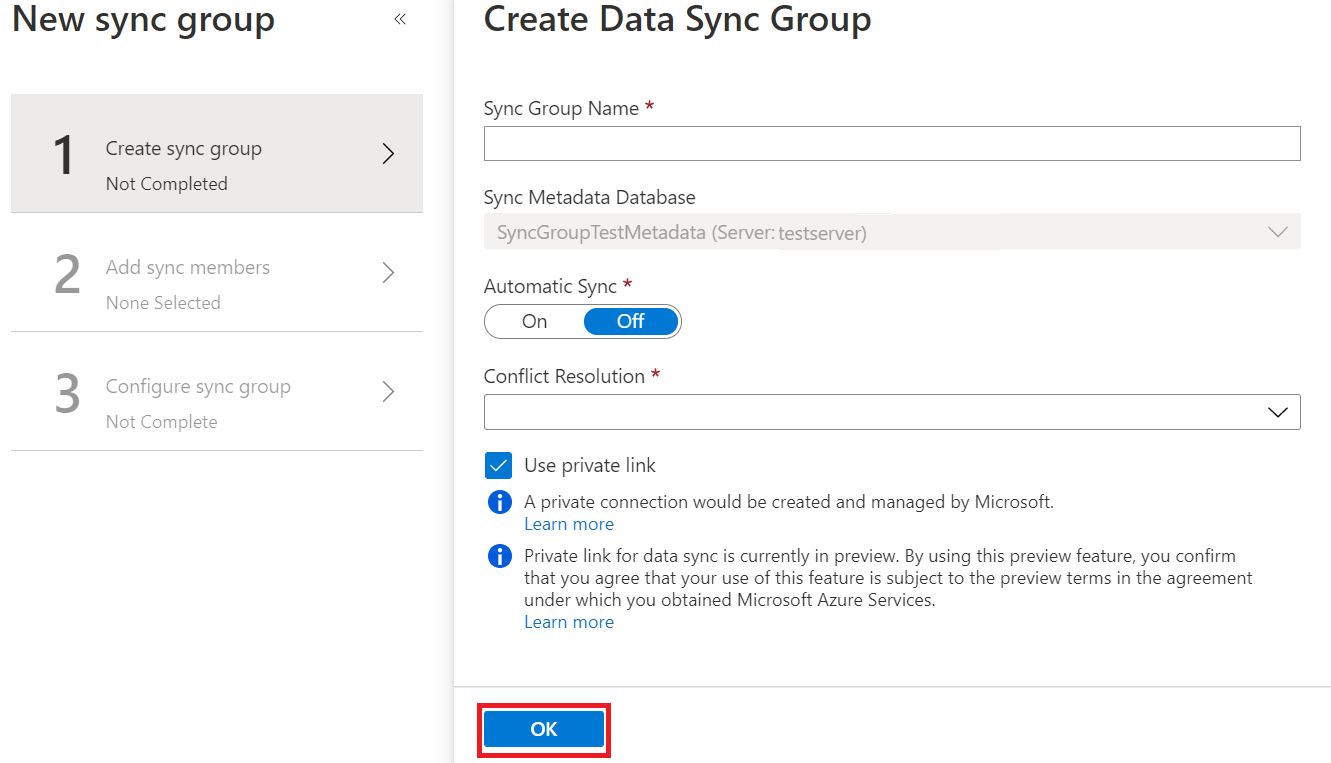 New sync group
«
1
Create sync group
Not Completed
2
Add sync members
None Selected
3
Configure sync group
Not Complete
Create Data Sync Group
Sync Group Name *
Sync Metadata Database
SyncGroupTestMetadata (Server: testserver)
Automatic Sync *
On Off
Conflict Resolution *
Use private link
A private connection would be created and managed by Microsoft.
Learn more
Private link for data sync is currently in preview. By using this preview feature, you confirm
that you agree that your use of this feature is subject to the preview terms in the agreement
under which you obtained Microsoft Azure Services.
Learn more
OK